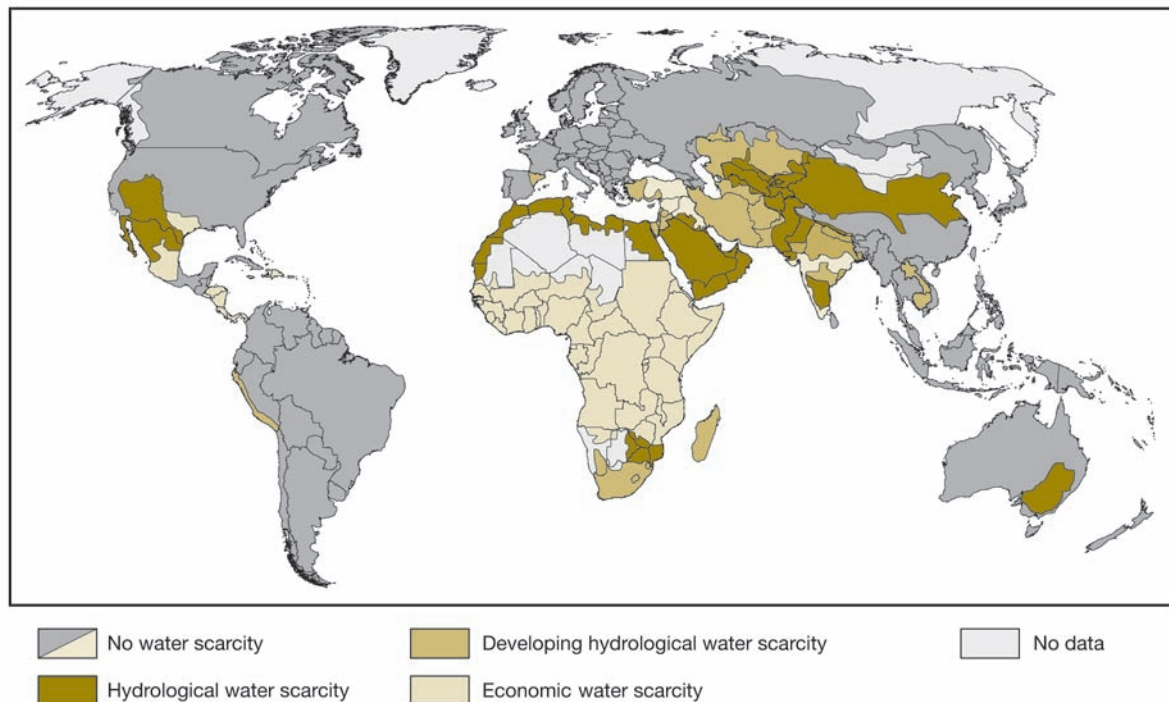 No water scarcity
Developing hydrological water scarcity
No data
Hydrological water scarcity
Economic water scarcity